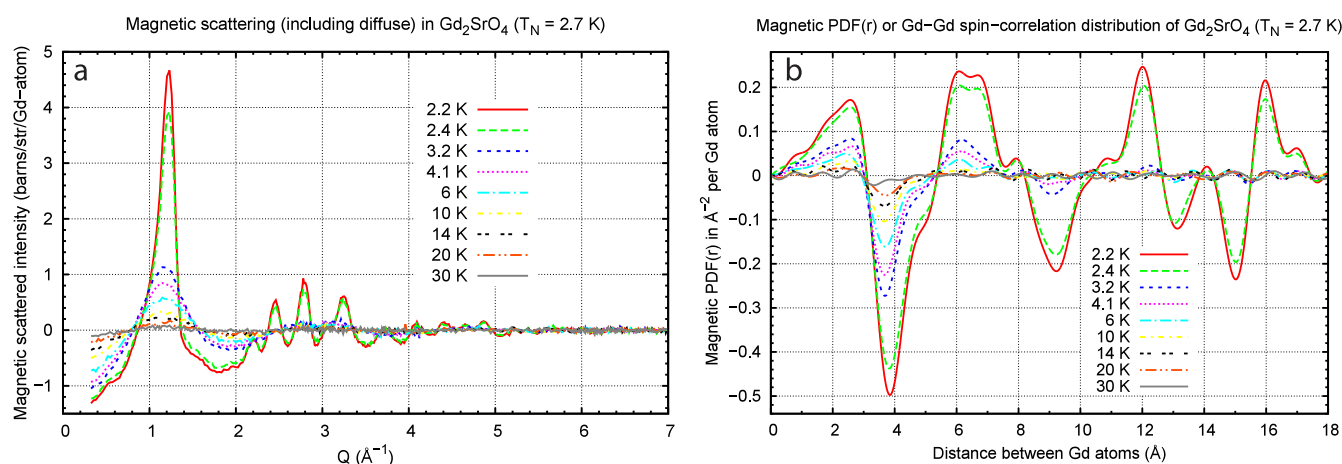 Magnetic scattering (including diffuse) in Gd₂SrO₄ (T_N = 2.7 K)
a
Magnetic scattered intensity (barns/str/Gd−atom)
5
4
3
2
1
0
−1
2.2 K
2.4 K
3.2 K
4.1 K
6 K
10 K
14 K
20 K
30 K
0 1 2 3 4 5 6 7
Q (Å⁻¹)
Magnetic PDF(r) or Gd−Gd spin−correlation distribution of Gd₂SrO₄ (T_N = 2.7 K)
b
Magnetic PDF(r) in Å⁻² per Gd atom
0.2
0.1
0
−0.1
−0.2
−0.3
−0.4
−0.5
2.2 K
2.4 K
3.2 K
4.1 K
6 K
10 K
14 K
20 K
30 K
0 2 4 6 8 10 12 14 16 18
Distance between Gd atoms (Å)